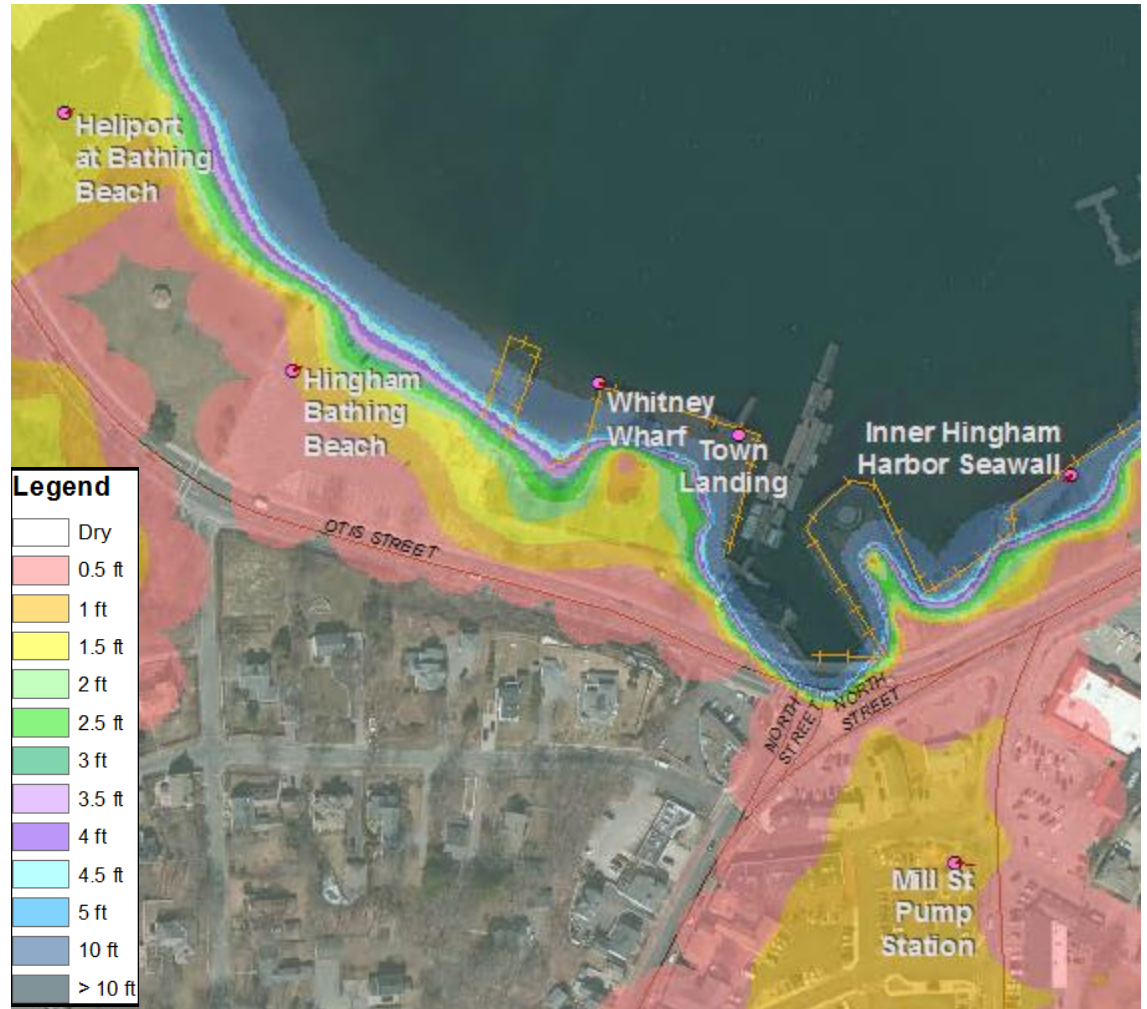 Heliport
at Bathing
Beach
Hingham
Bathing
Beach
Whitney
Wharf
Town
Landing
Inner Hingham
Harbor Seawall
OTIS STREET
NORTH
STREET
NORTH
STREET
Mill St
Pump
Station
Legend
Dry
0.5 ft
1 ft
1.5 ft
2 ft
2.5 ft
3 ft
3.5 ft
4 ft
4.5 ft
5 ft
10 ft
> 10 ft